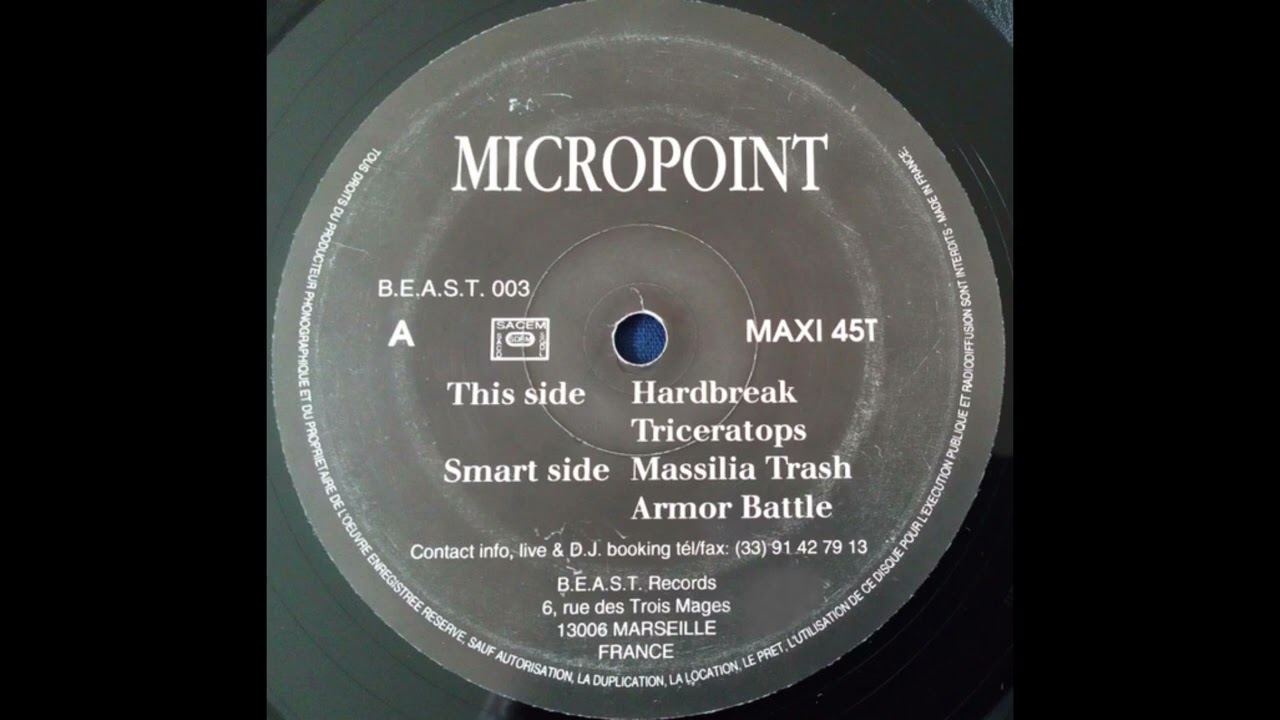 MICROPOINT
B.E.A.S.T. 003
A
SACEM
MAXI 45T
This side Hardbreak
Triceratops
Smart side Massilia Trash
Armor Battle
Contact info, live & D.J. booking tél/fax: (33) 91 42 79 13
B.E.A.S.T. Records
6, rue des Trois Mages
13006 MARSEILLE
FRANCE
TOUS DROITS DU PRODUCTEUR PHONOGRAPHIQUE ET DU PROPRIETAIRE DE L'OEUVRE ENREGISTREE RESERVE, SAUF AUTORISATION, LA DUPLICATION, LA LOCATION, LE PRET, L'UTILISATION DE CE DISQUE POUR L'EXECUTION PUBLIQUE ET RADIODIFFUSION SONT INTERDITS - MADE IN FRANCE.